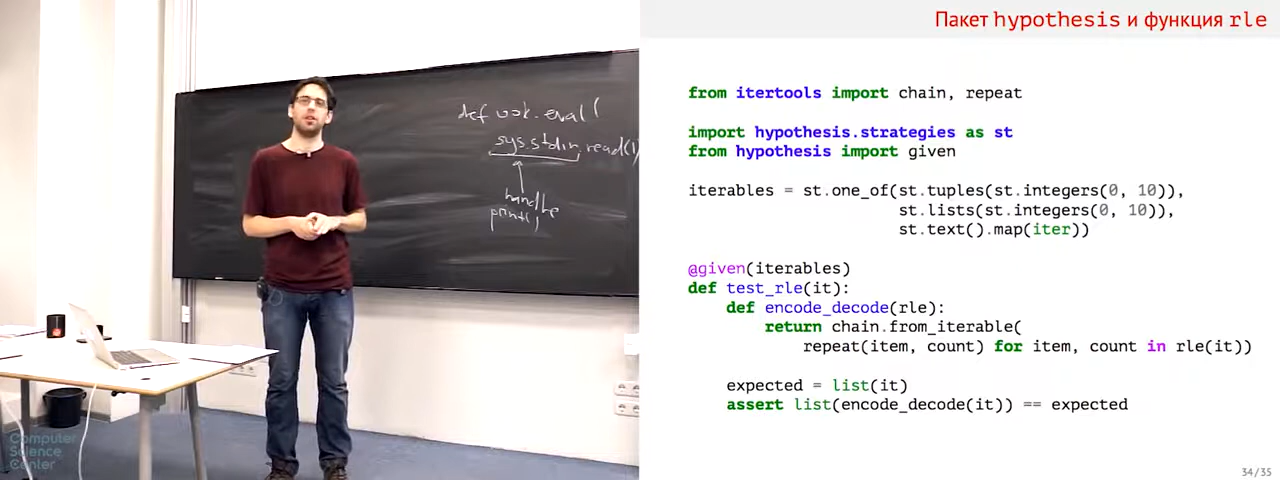 def ook.eval(
sys.stdin.read(1)
handle
print()
Computer
Science
Center
Пакет hypothesis и функция rle
from itertools import chain, repeat
import hypothesis.strategies as st
from hypothesis import given
iterables = st.one_of(st.tuples(st.integers(0, 10)),
st.lists(st.integers(0, 10)),
st.text().map(iter))
@given(iterables)
def test_rle(it):
def encode_decode(rle):
return chain.from_iterable(
repeat(item, count) for item, count in rle(it))
expected = list(it)
assert list(encode_decode(it)) == expected
34/35